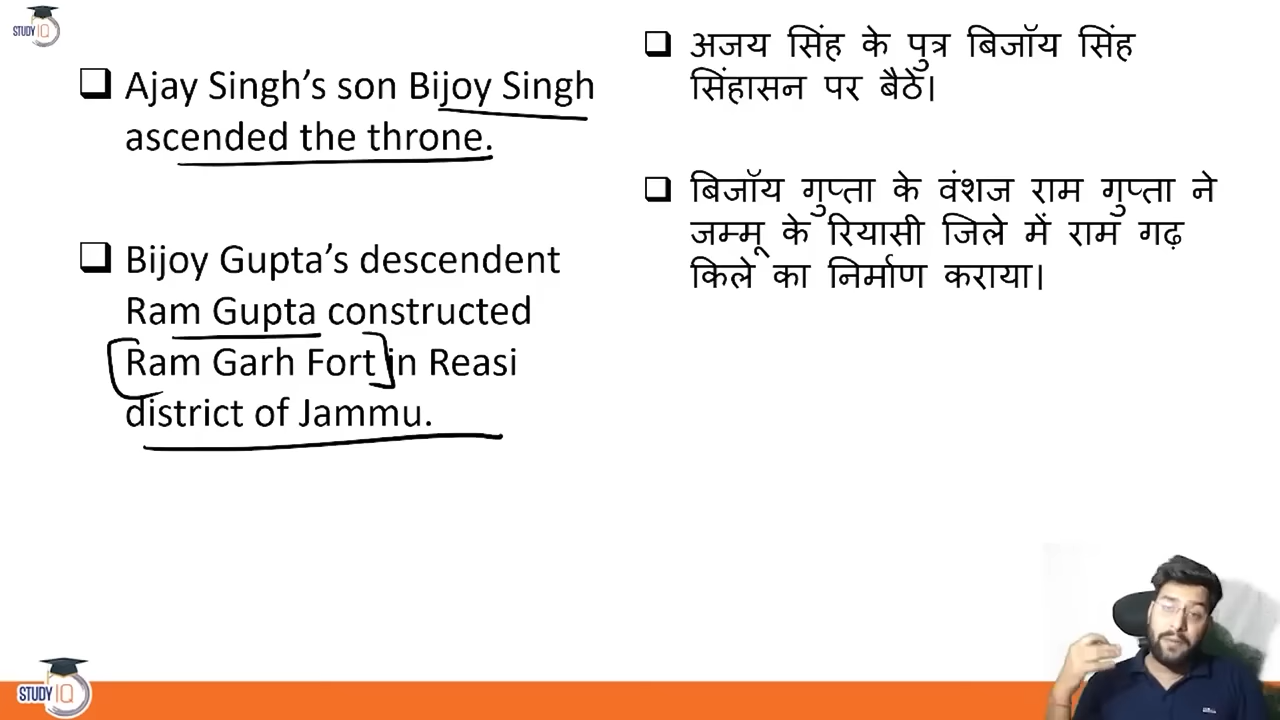 STUDY IQ
❑ Ajay Singh's son Bijoy Singh
ascended the throne.
❑ Bijoy Gupta's descendent
Ram Gupta constructed
Ram Garh Fort in Reasi
district of Jammu.
❑ अजय सिंह के पुत्र बिजॉय सिंह
सिंहासन पर बैठे।
❑ बिजॉय गुप्ता के वंशज राम गुप्ता ने
जम्मू के रियासी जिले में राम गढ़
किले का निर्माण कराया।
STUDY IQ